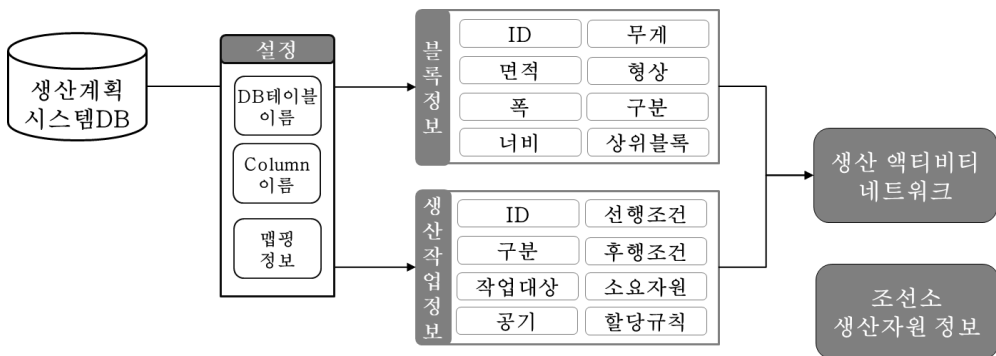 생산계획
시스템DB
설정
DB테이블
이름
Column
이름
맵핑
정보
블록정보
ID
무게
면적
형상
폭
구분
너비
상위블록
생산작업정보
ID
선행조건
구분
후행조건
작업대상
소요자원
공기
할당규칙
생산 액티비티
네트워크
조선소
생산자원 정보